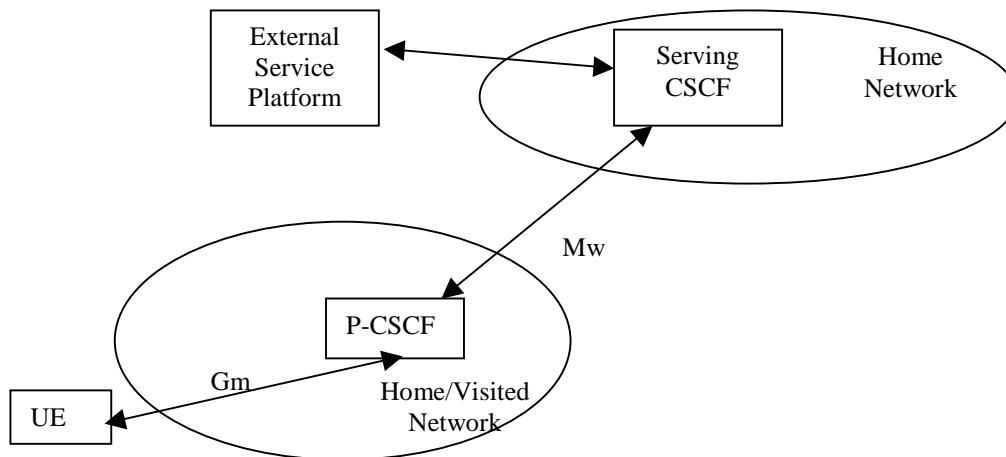 External
Service
Platform
Serving
CSCF
Home
Network
Mw
P-CSCF
Gm
Home/Visited
Network
UE